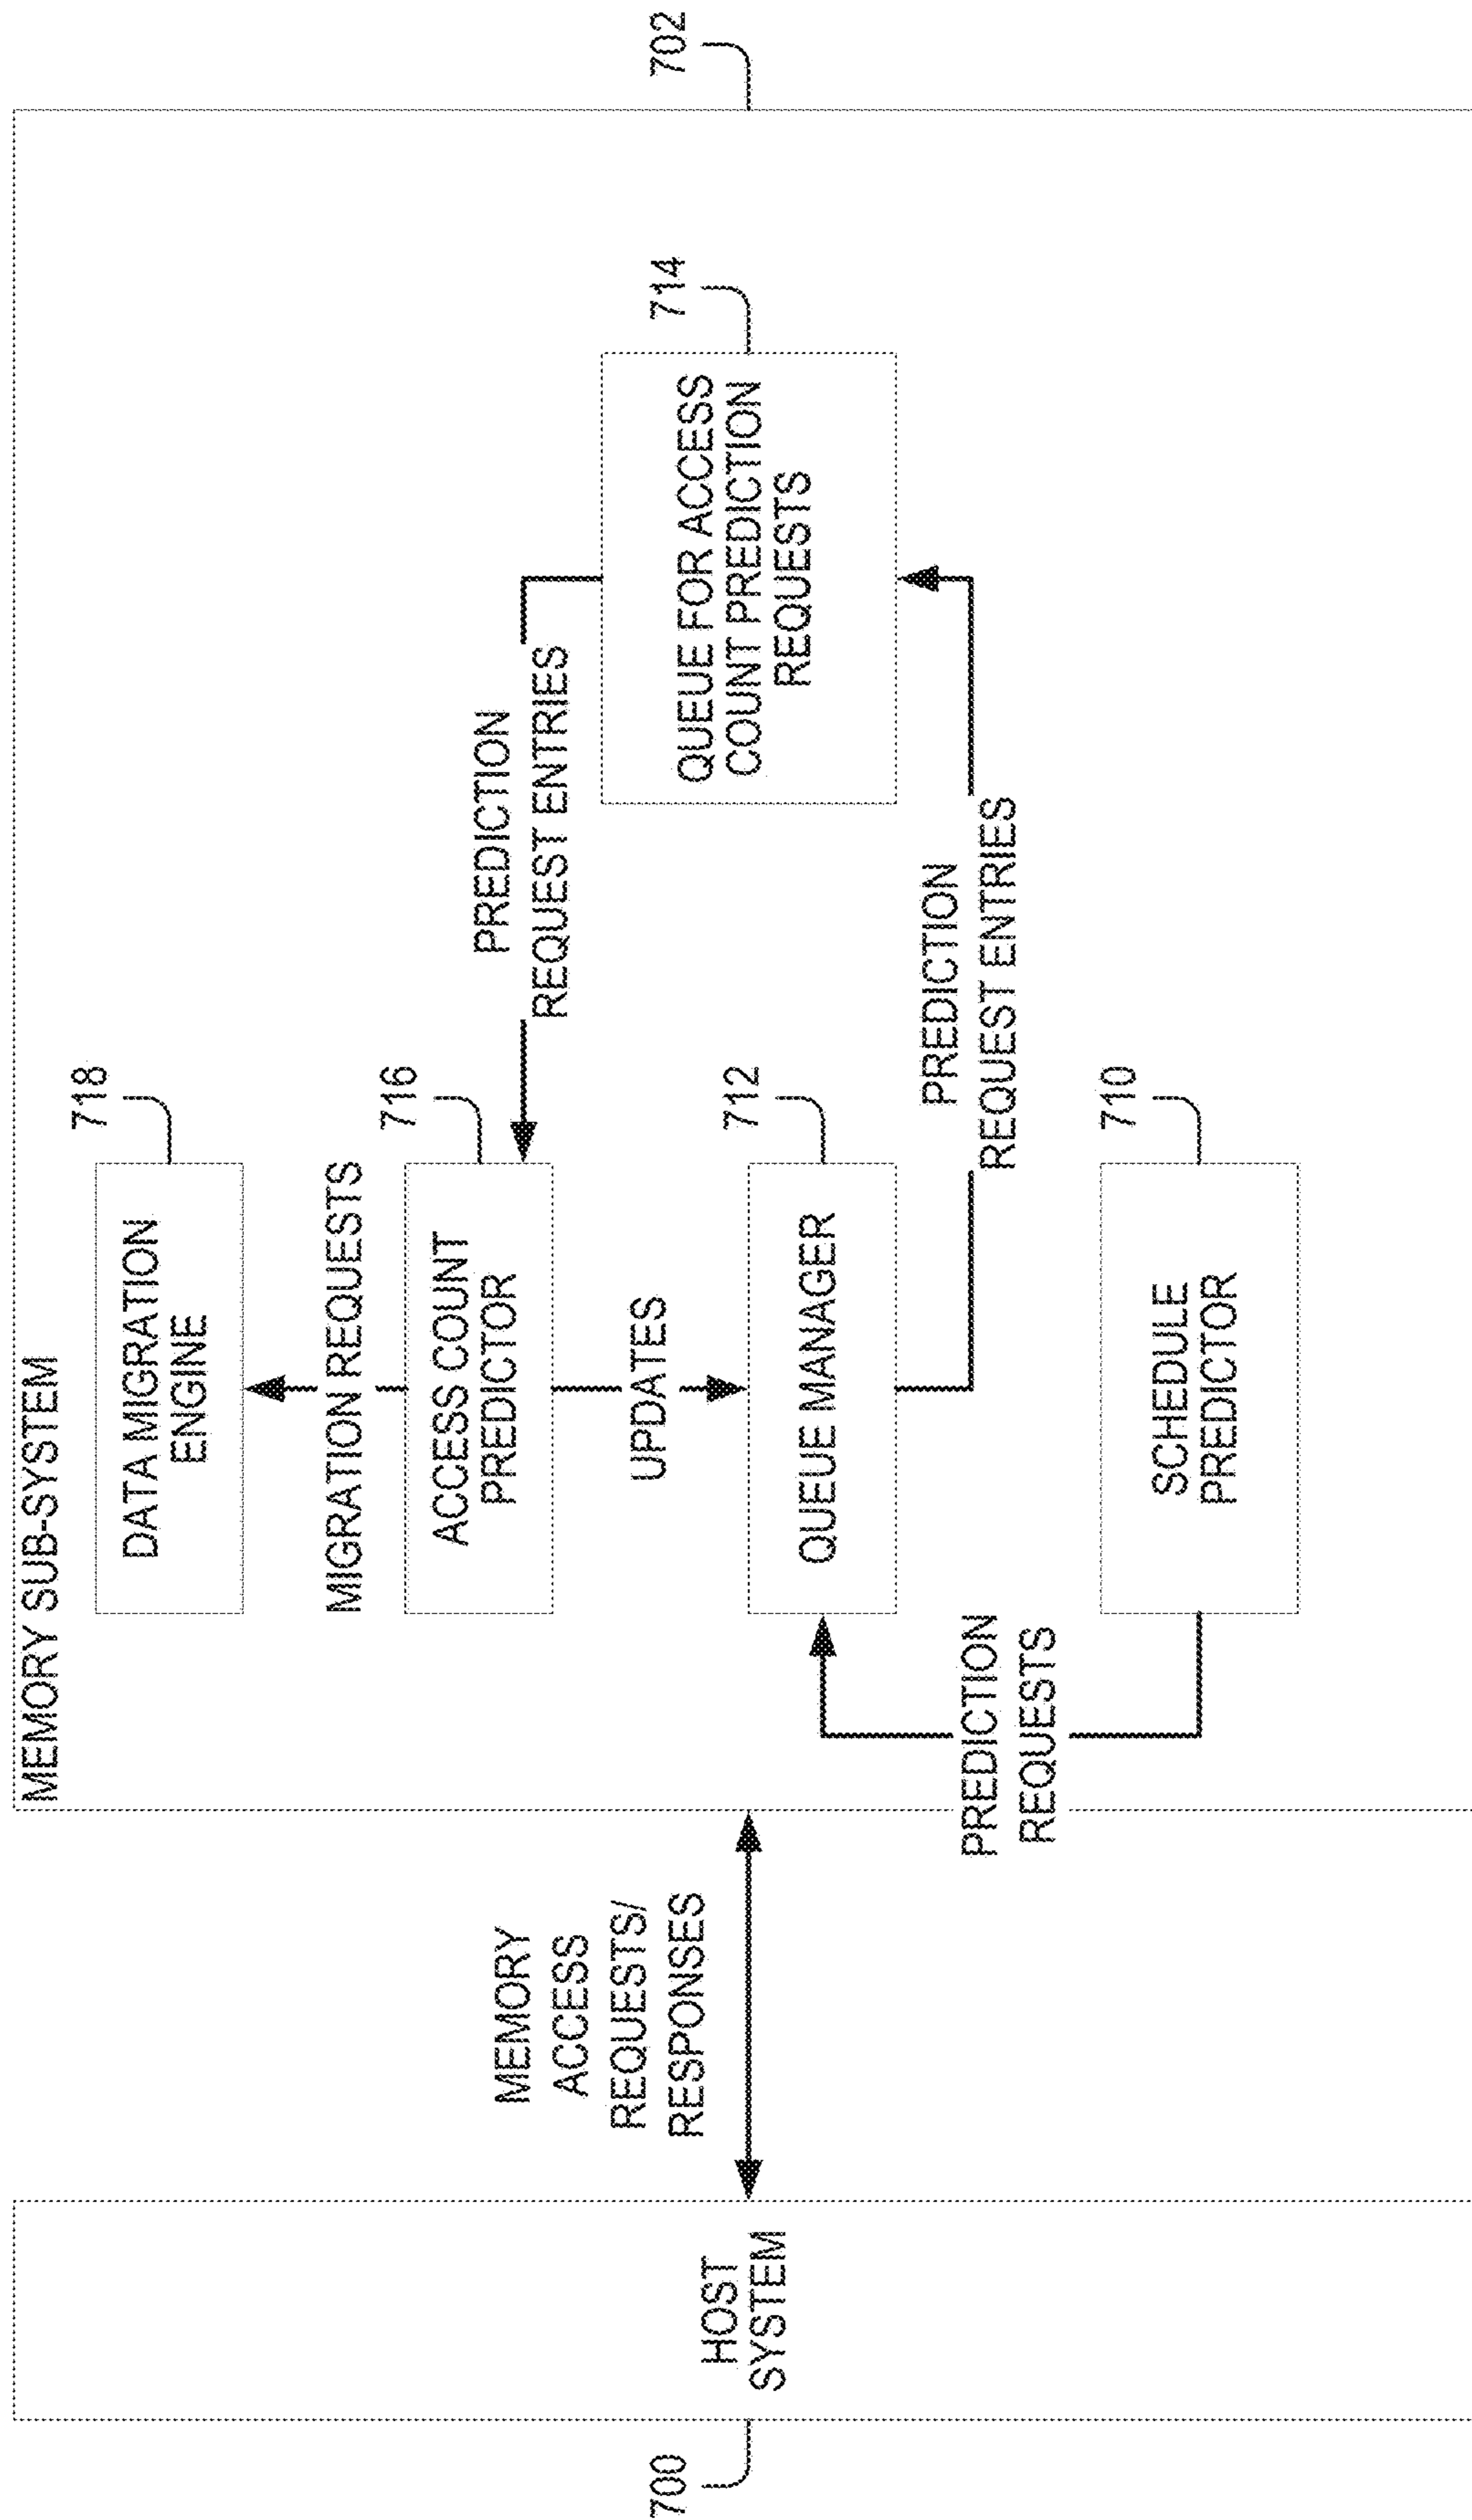 MEMORY SUB-SYSTEM
702
DATA MIGRATION
ENGINE
718
MIGRATION REQUESTS
ACCESS COUNT
PREDICTOR
716
PREDICTION
REQUEST ENTRIES
UPDATES
QUEUE FOR ACCESS
COUNT PREDICTION
REQUESTS
714
QUEUE MANAGER
712
PREDICTION
REQUEST ENTRIES
PREDICTION
REQUESTS
SCHEDULE
PREDICTOR
710
MEMORY
ACCESS
REQUESTS/
RESPONSES
HOST
SYSTEM
700